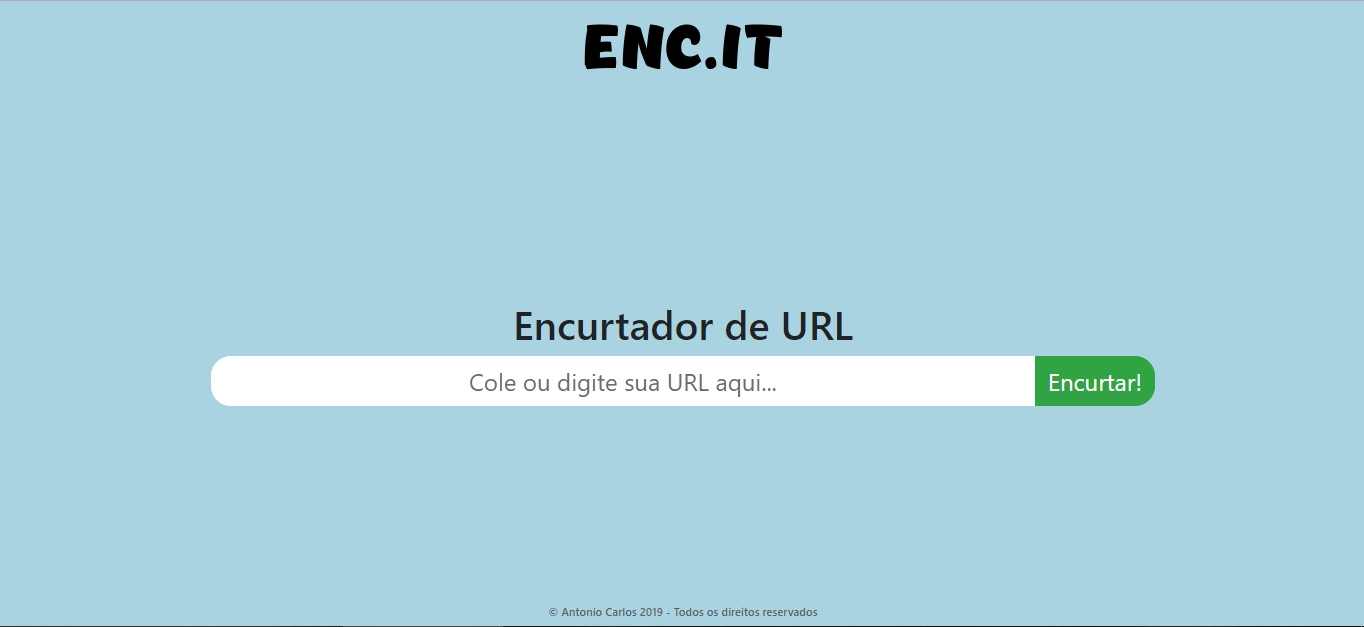 ENC.IT
Encurtador de URL
Cole ou digite sua URL aqui...
Encurtar!
© Antonio Carlos 2019 - Todos os direitos reservados